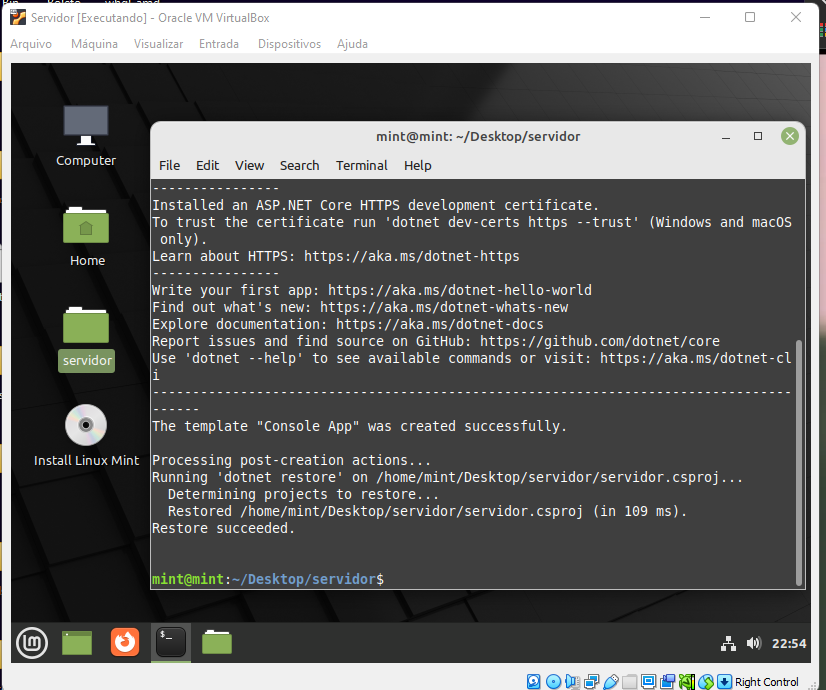 Servidor [Executando] - Oracle VM VirtualBox
Arquivo Máquina Visualizar Entrada Dispositivos Ajuda
Computer
Home
servidor
Install Linux Mint
mint@mint: ~/Desktop/servidor
File Edit View Search Terminal Help
----------------
Installed an ASP.NET Core HTTPS development certificate.
To trust the certificate run 'dotnet dev-certs https --trust' (Windows and macOS
 only).
Learn about HTTPS: https://aka.ms/dotnet-https
----------------
Write your first app: https://aka.ms/dotnet-hello-world
Find out what's new: https://aka.ms/dotnet-whats-new
Explore documentation: https://aka.ms/dotnet-docs
Report issues and find source on GitHub: https://github.com/dotnet/core
Use 'dotnet --help' to see available commands or visit: https://aka.ms/dotnet-cl
i
--------------------------------------------------------------------------------
------
The template "Console App" was created successfully.
Processing post-creation actions...
Running 'dotnet restore' on /home/mint/Desktop/servidor/servidor.csproj...
  Determining projects to restore...
  Restored /home/mint/Desktop/servidor/servidor.csproj (in 109 ms).
Restore succeeded.
mint@mint:~/Desktop/servidor$
22:54
Right Control